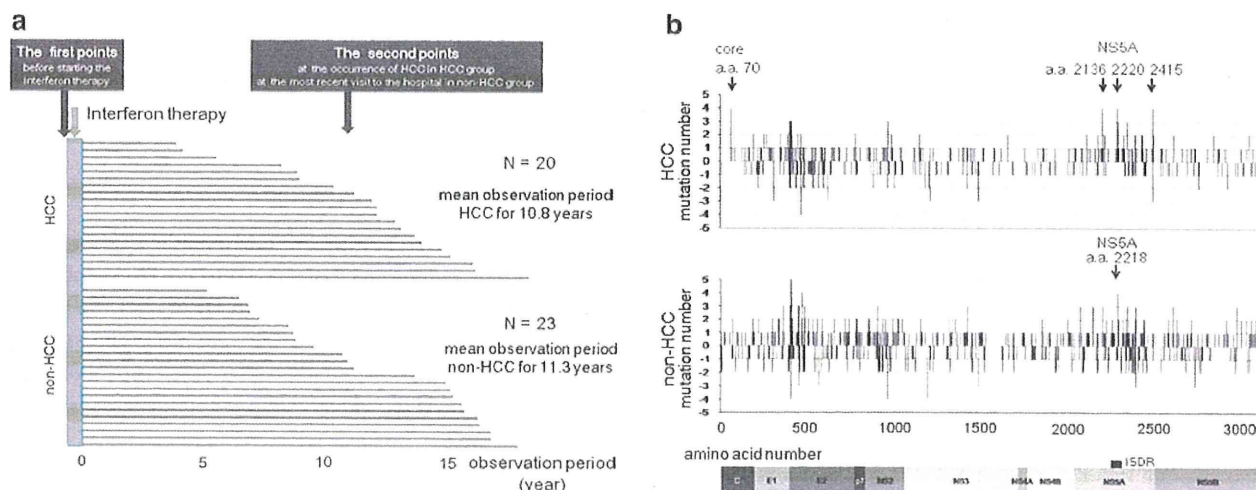 a
The first points
before starting the
Interferon therapy
The second points
at the occurrence of HCC in HCC group
at the most recent visit to the hospital in non-HCC group
Interferon therapy
HCC
N = 20
mean observation period
HCC for 10.8 years
non-HCC
N = 23
mean observation period
non-HCC for 11.3 years
0 5 10 15 observation period
(year)
b
core
a.a. 70
NS5A
a.a. 2136 2220 2415
HCC
mutation number
5
4
3
2
1
0
-1
-2
-3
-4
-5
NS5A
a.a. 2218
non-HCC
mutation number
5
4
3
2
1
0
-1
-2
-3
-4
-5
0 500 1000 1500 2000 2500 3000
amino acid number
ISDR
C E1 E2 p7 NS2 NS3 NS4A NS4B NS5A NS5B